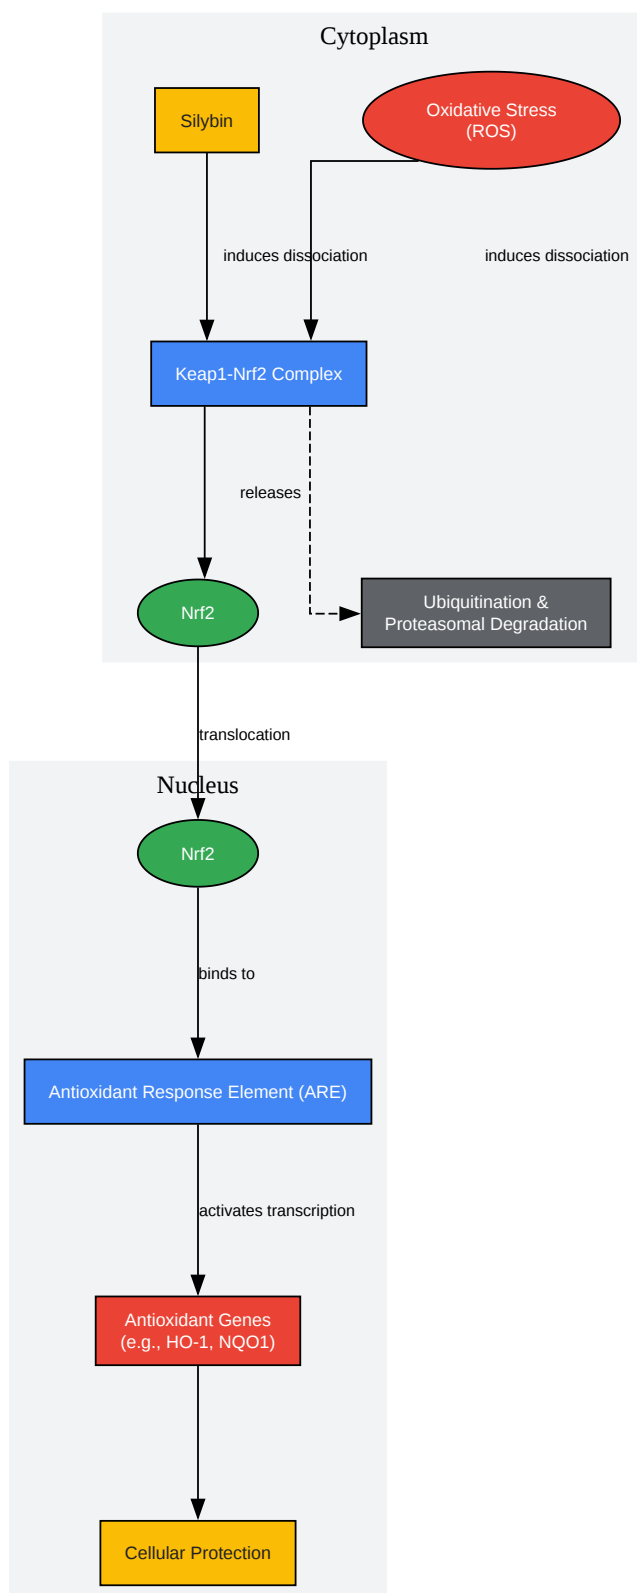 Cytoplasm
Silybin
Oxidative Stress
(ROS)
induces dissociation
induces dissociation
Keap1-Nrf2 Complex
releases
Nrf2
Ubiquitination &
Proteasomal Degradation
translocation
Nucleus
Nrf2
binds to
Antioxidant Response Element (ARE)
activates transcription
Antioxidant Genes
(e.g., HO-1, NQO1)
Cellular Protection